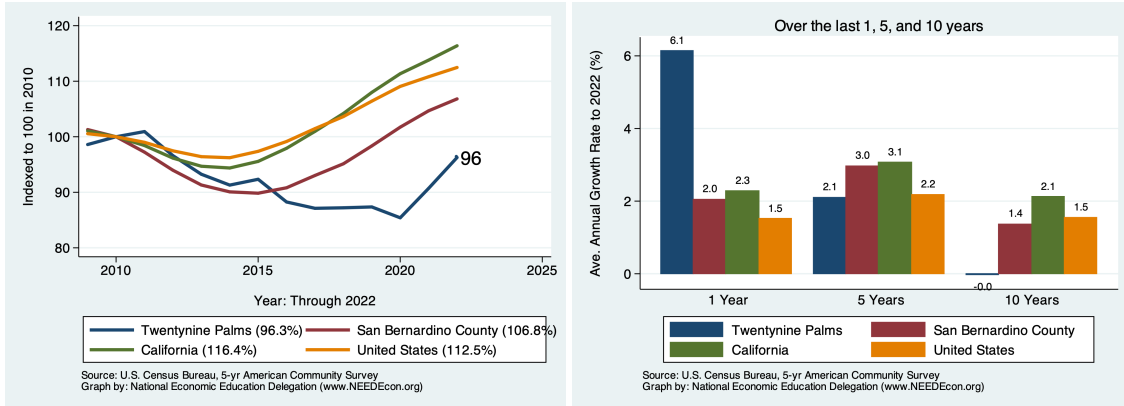 120
110
100
90
80
Indexed to 100 in 2010
96
2010
2015
2020
2025
Year: Through 2022
Twentynine Palms (96.3%)
San Bernardino County (106.8%)
California (116.4%)
United States (112.5%)
Source: U.S. Census Bureau, 5-yr American Community Survey
Graph by: National Economic Education Delegation (www.NEEDEcon.org)
Over the last 1, 5, and 10 years
Ave. Annual Growth Rate to 2022 (%)
6
4
2
0
6.1
2.0
2.3
1.5
2.1
3.0
3.1
2.2
-0.0
1.4
2.1
1.5
1 Year
5 Years
10 Years
Twentynine Palms
San Bernardino County
California
United States
Source: U.S. Census Bureau, 5-yr American Community Survey
Graph by: National Economic Education Delegation (www.NEEDEcon.org)